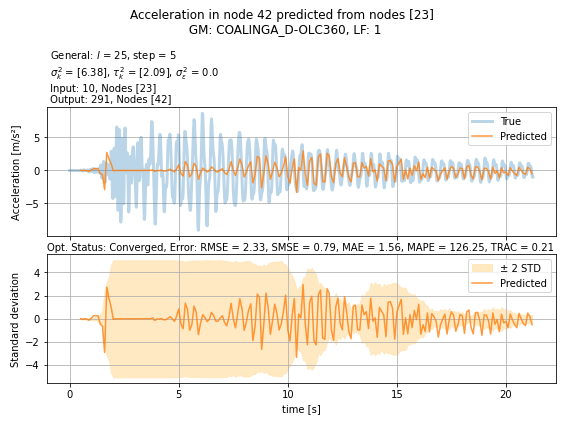 Acceleration in node 42 predicted from nodes [23]
GM: COALINGA_D-OLC360, LF: 1
General: l = 25, step = 5
σ²ₖ = [6.38], τ²ₖ = [2.09], σ²ε = 0.0
Input: 10, Nodes [23]
Output: 291, Nodes [42]
True
Predicted
5
0
−5
Acceleration [m/s²]
Opt. Status: Converged, Error: RMSE = 2.33, SMSE = 0.79, MAE = 1.56, MAPE = 126.25, TRAC = 0.21
± 2 STD
Predicted
4
2
0
−2
−4
Standard deviation
0 5 10 15 20
time [s]